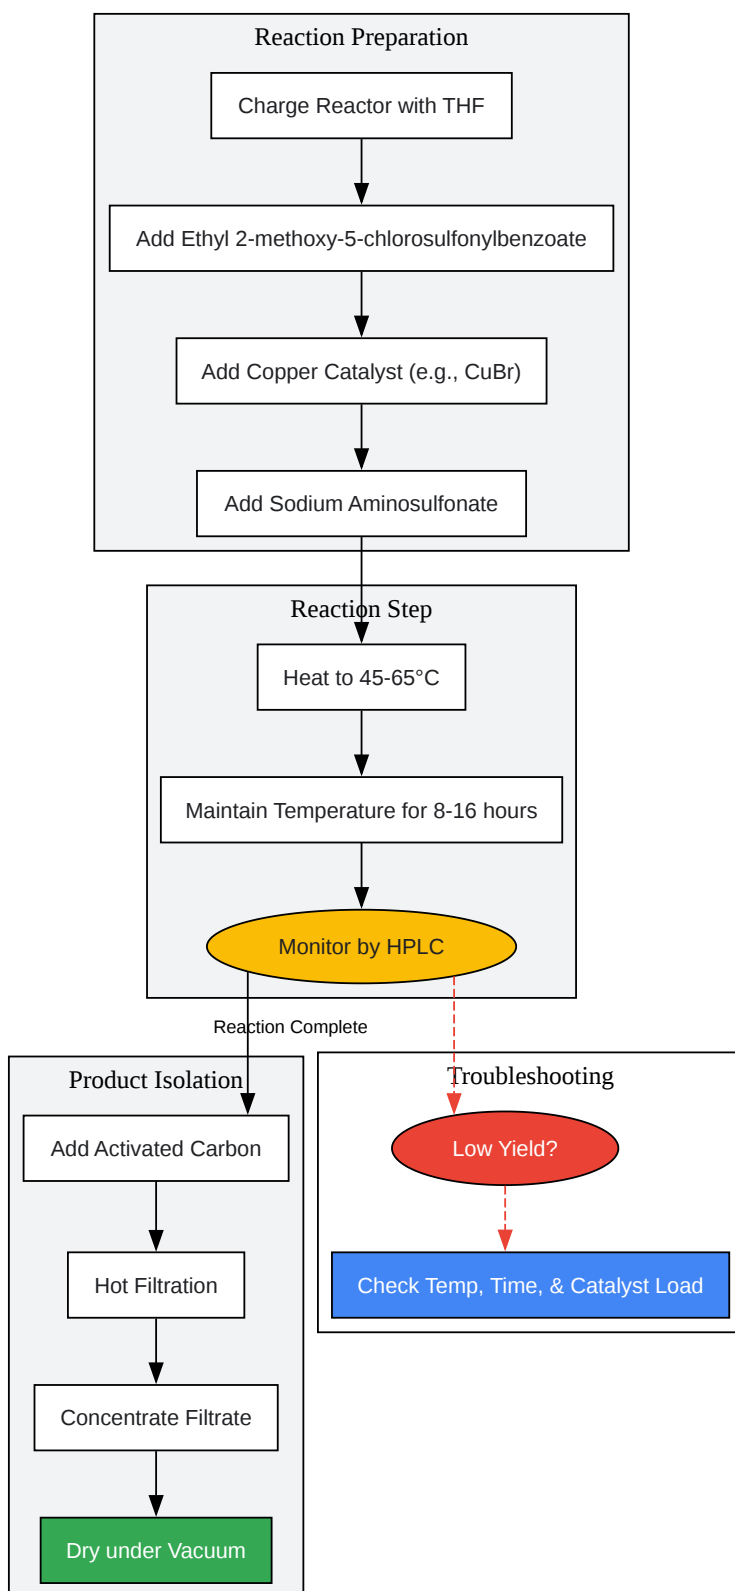 Reaction Preparation
Charge Reactor with THF
Add Ethyl 2-methoxy-5-chlorosulfonylbenzoate
Add Copper Catalyst (e.g., CuBr)
Add Sodium Aminosulfonate
Reaction Step
Heat to 45-65°C
Maintain Temperature for 8-16 hours
Monitor by HPLC
Reaction Complete
Product Isolation
Add Activated Carbon
Hot Filtration
Concentrate Filtrate
Dry under Vacuum
Troubleshooting
Low Yield?
Check Temp, Time, & Catalyst Load